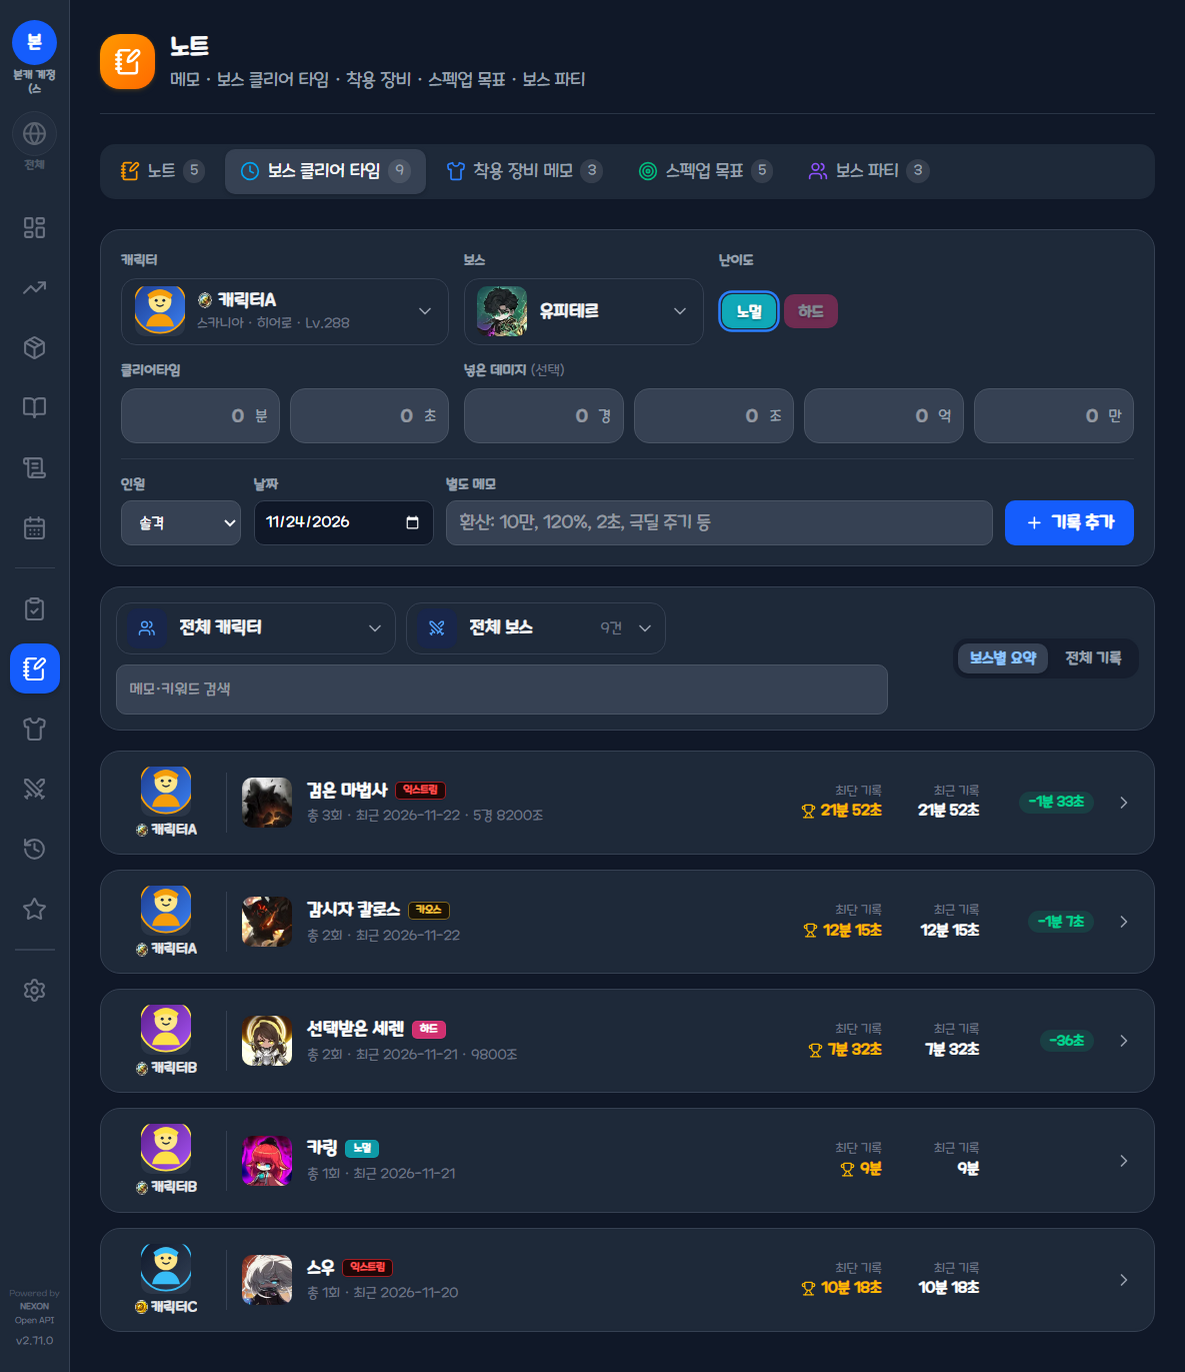 본
본캐 계정
(스
전체
노트
메모 · 보스 클리어 타임 · 착용 장비 · 스펙업 목표 · 보스 파티
노트 5
보스 클리어 타임 9
착용 장비 메모 3
스펙업 목표 5
보스 파티 3
캐릭터
보스
난이도
캐릭터A
스카니아 · 히어로 · Lv.288
유피테르
노멀
하드
클리어타임
넣은 데미지 (선택)
0 분
0 초
0 경
0 조
0 억
0 만
인원
날짜
별도 메모
솔격
11/24/2026
환산: 10만, 120%, 2초, 극딜 주기 등
기록 추가
전체 캐릭터
전체 보스 9건
메모·키워드 검색
보스별 요약
전체 기록
캐릭터A
검은 마법사 익스트림
총 3회 · 최근 2026-11-22 · 5경 8200조
최단 기록
21분 52초
최근 기록
21분 52초
-1분 33초
캐릭터A
감시자 칼로스 카오스
총 2회 · 최근 2026-11-22
최단 기록
12분 15초
최근 기록
12분 15초
-1분 7초
캐릭터B
선택받은 세렌 하드
총 2회 · 최근 2026-11-21 · 9800조
최단 기록
7분 32초
최근 기록
7분 32초
-36초
캐릭터B
카링 노멀
총 1회 · 최근 2026-11-21
최단 기록
9분
최근 기록
9분
캐릭터C
스우 익스트림
총 1회 · 최근 2026-11-20
최단 기록
10분 18초
최근 기록
10분 18초
Powered by
NEXON
Open API
v2.71.0